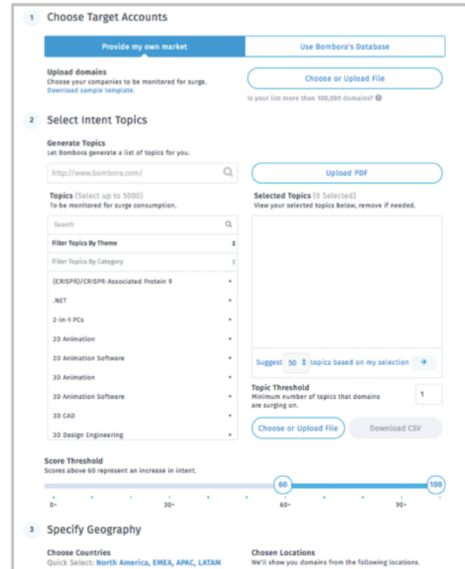 1 Choose Target Accounts
Provide my own market
Use Bombora's Database
Upload domains
Choose your companies to be monitored for surge.
Download sample template.
Choose or Upload File
Is your list more than 100,000 domains?
2 Select Intent Topics
Generate Topics
Let Bombora generate a list of topics for you.
http://www.bombora.com/
Upload PDF
Topics (Select up to 5000)
To be monitored for surge consumption.
Selected Topics (0 Selected)
View your selected topics below, remove if needed.
Search
Filter Topics By Theme
Filter Topics By Category
(CRISPR)/CRISPR-Associated Protein 9 +
.NET +
2-in-1 PCs +
2D Animation +
2D Animation Software +
3D Animation +
3D Animation Software +
3D CAD +
3D Design Engineering +
Suggest 50 topics based on my selection
Topic Threshold
Minimum number of topics that domains
are surging on.
1
Choose or Upload File
Download CSV
Score Threshold
Scores above 60 represent an increase in intent.
60
100
0-
30-
60-
90-
3 Specify Geography
Choose Countries
Quick Select: North America, EMEA, APAC, LATAM
Chosen Locations
We'll show you domains from the following locations.